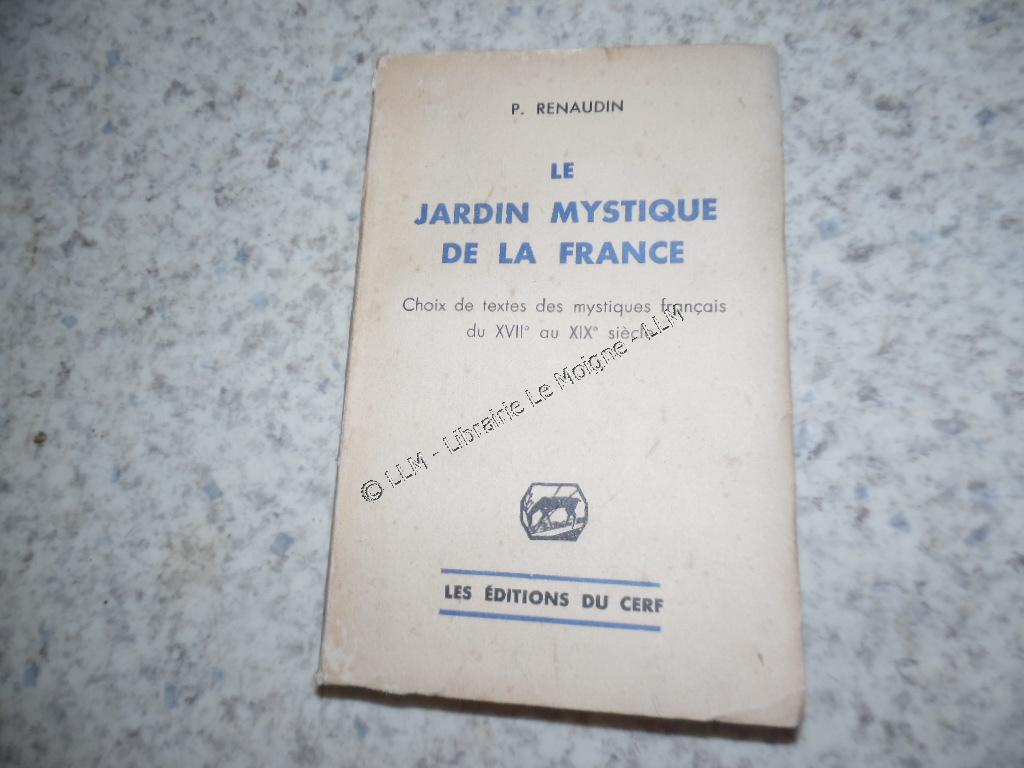 P. RENAUDIN
LE
JARDIN MYSTIQUE
DE LA FRANCE
Choix de textes des mystiques français
du XVIIe au XIXe siècle
© LLM - Librairie Le Moigne - LLM
LES ÉDITIONS DU CERF